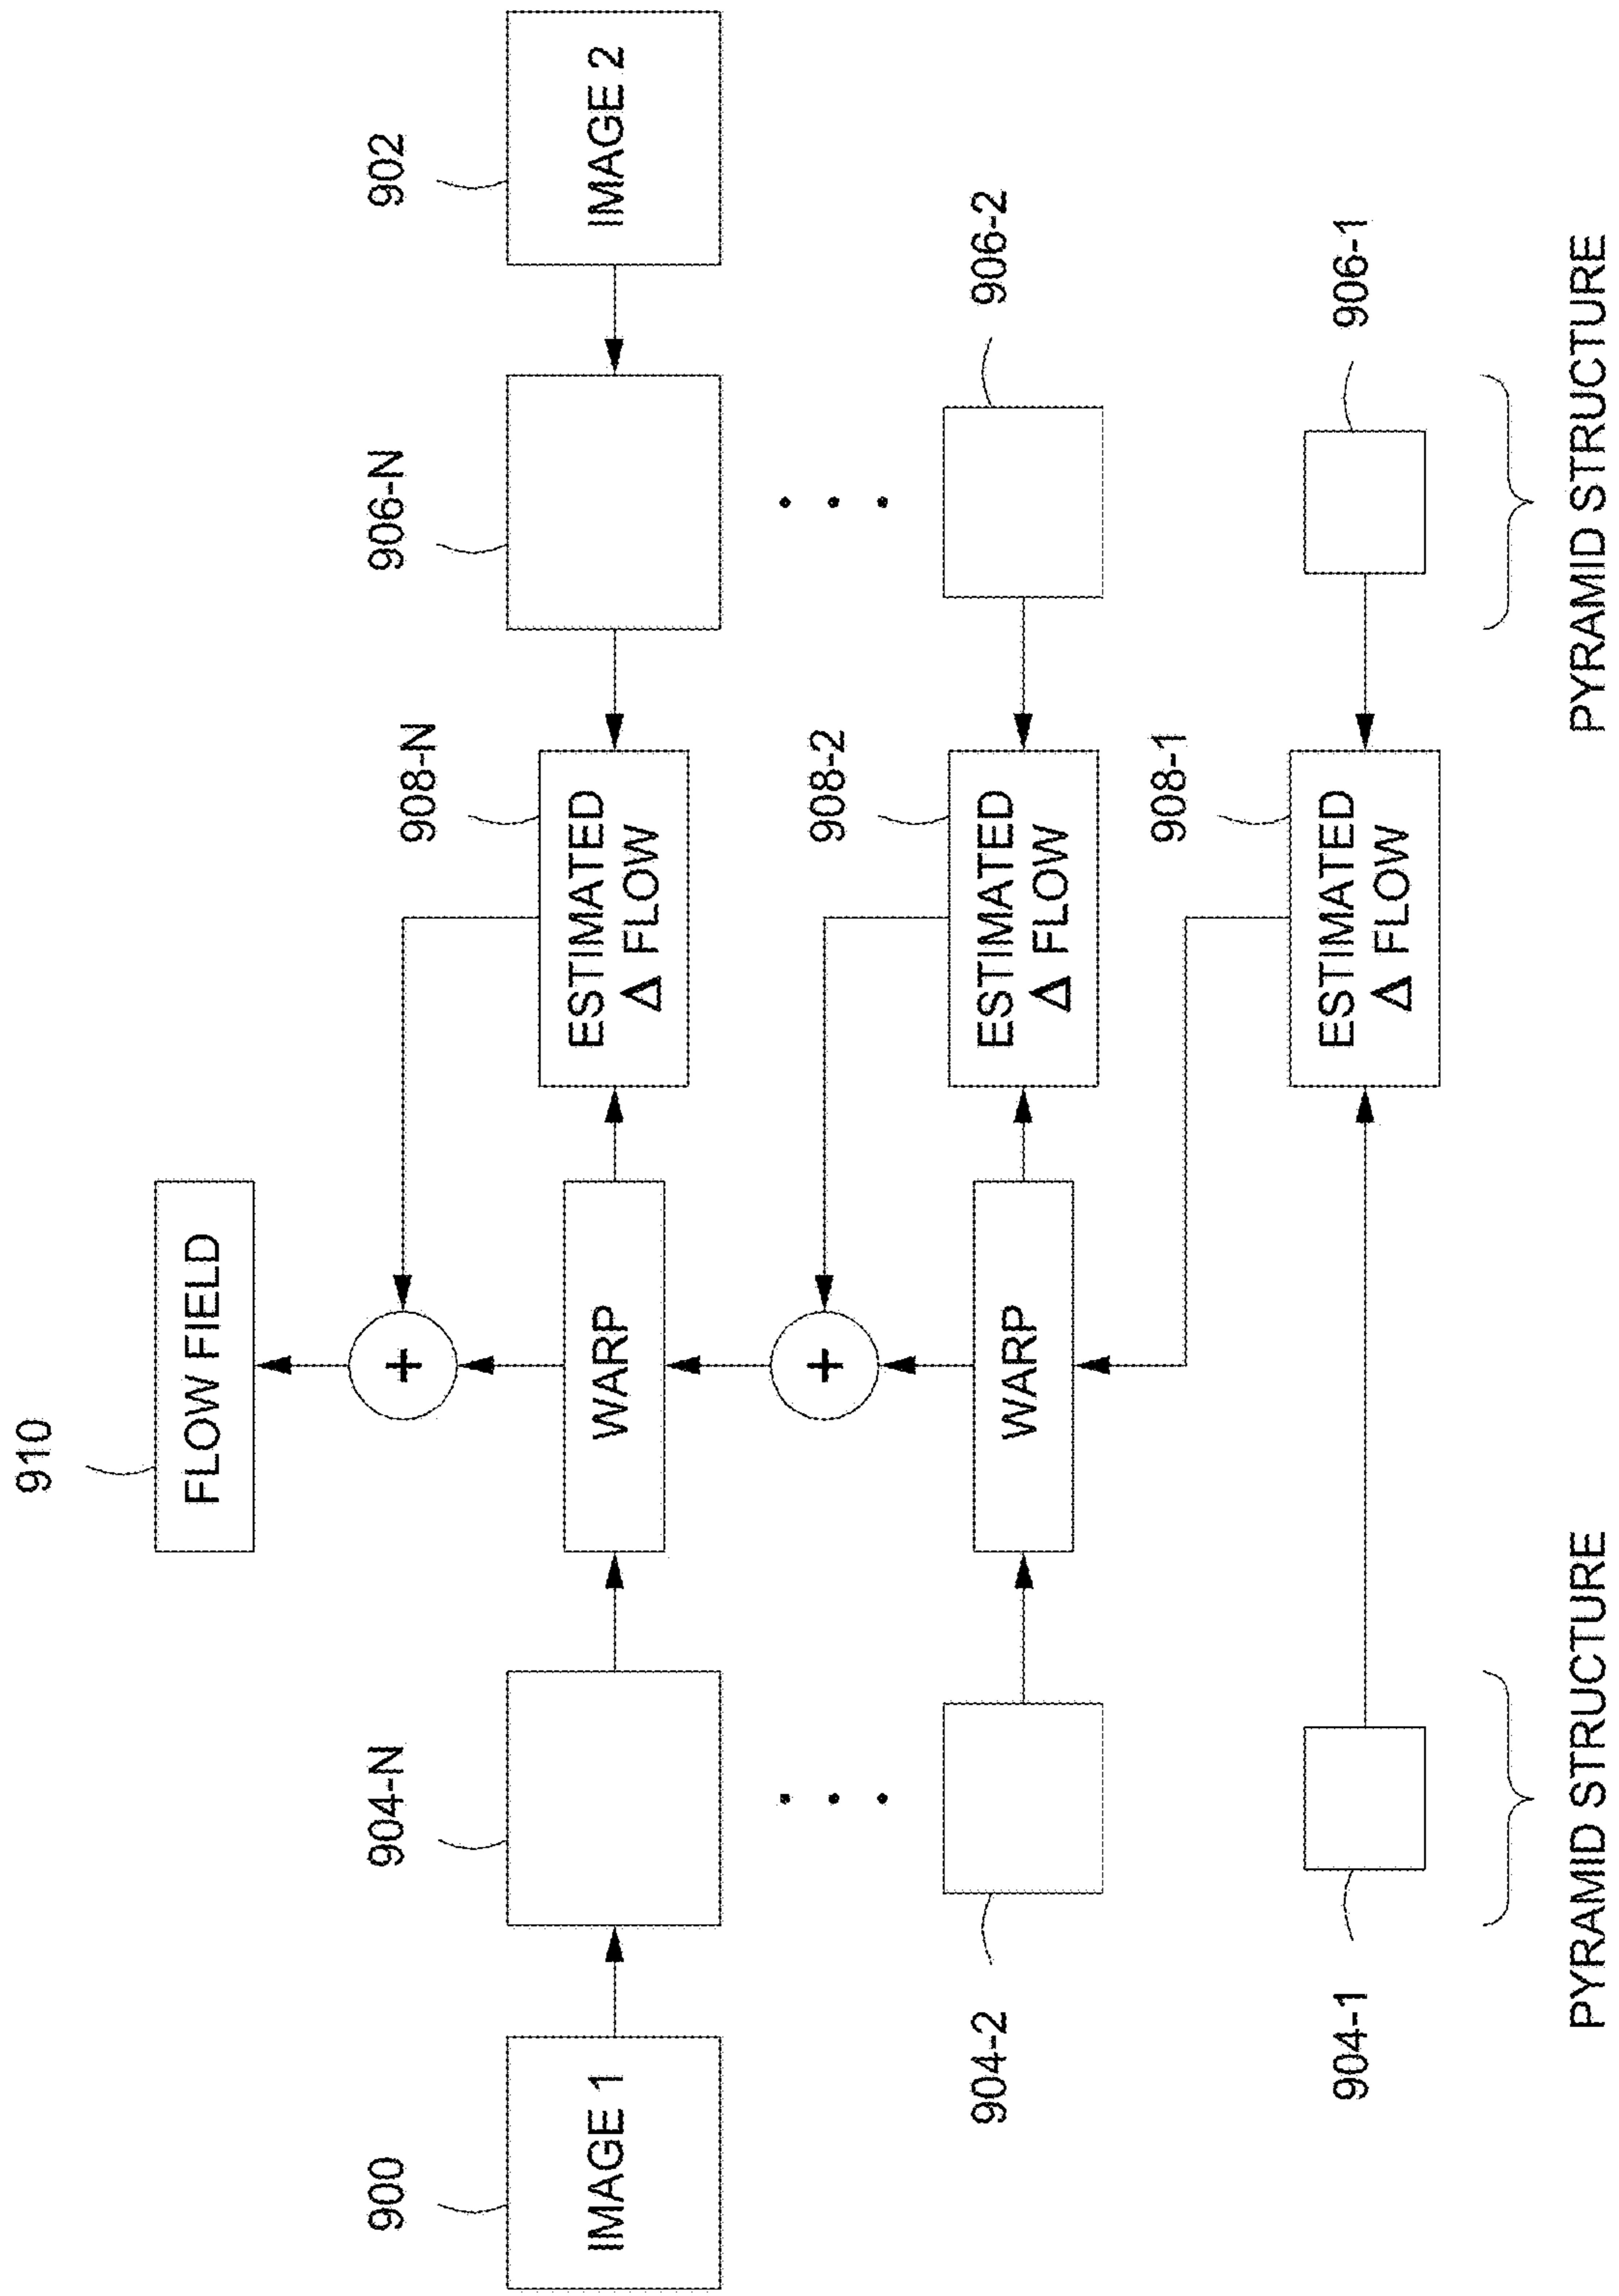 910
FLOW FIELD
900
904-N
+
908-N
906-N
902
IMAGE 1
WARP
ESTIMATED
Δ FLOW
IMAGE 2
+
908-2
904-2
WARP
ESTIMATED
Δ FLOW
906-2
908-1
904-1
ESTIMATED
Δ FLOW
906-1
PYRAMID STRUCTURE
PYRAMID STRUCTURE